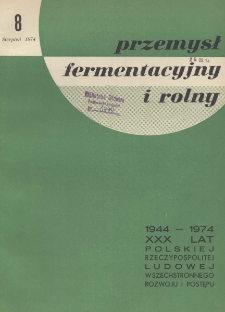 8
Sierpień 1974
przemysł
fermentacyjny
i rolny
1944 – 1974
XXX LAT
POLSKIEJ
RZECZYPOSPOLITEJ
LUDOWEJ
WSZECHSTRONNEGO
ROZWOJU I POSTĘPU